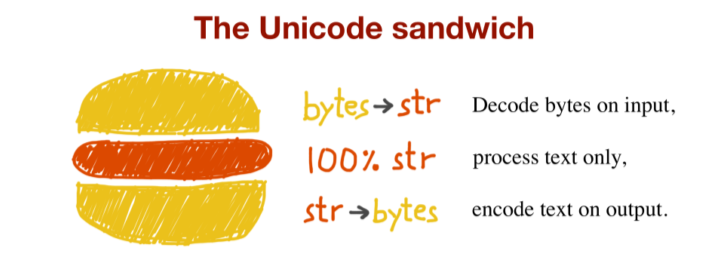 The Unicode sandwich
bytes→str Decode bytes on input,
100% str process text only,
str→bytes encode text on output.